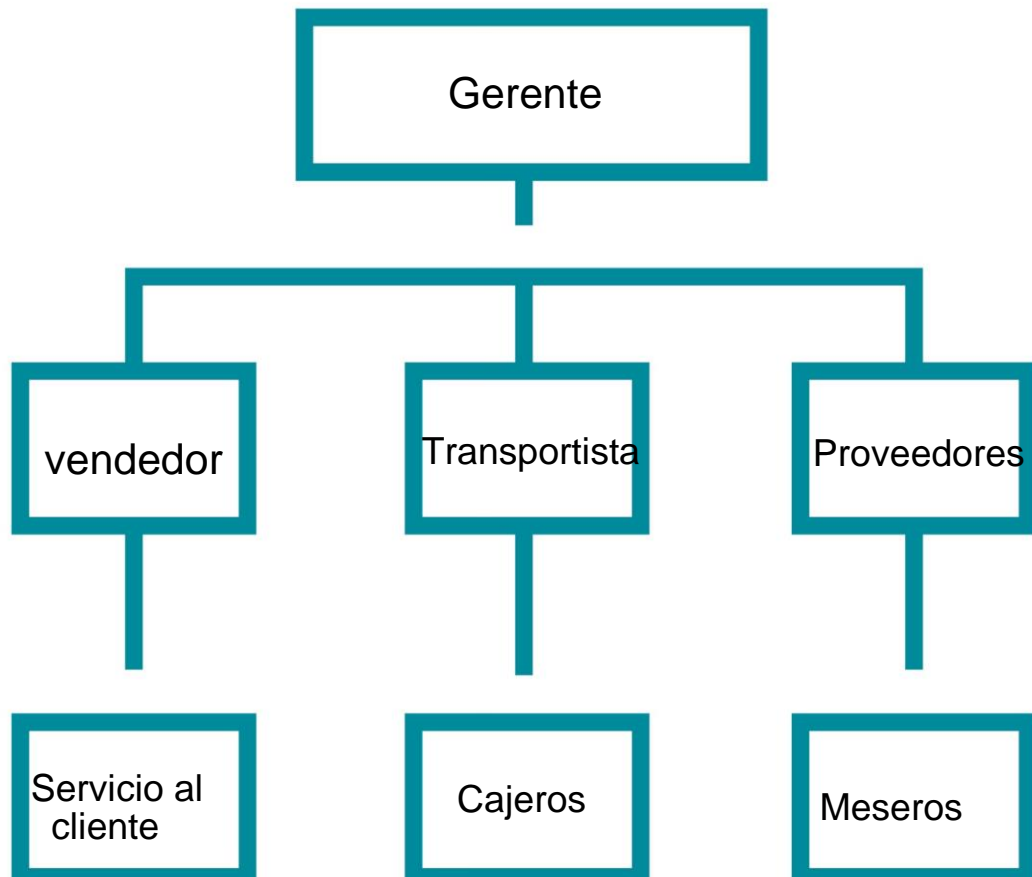 Gerente
vendedor
Transportista
Proveedores
Servicio al
cliente
Cajeros
Meseros